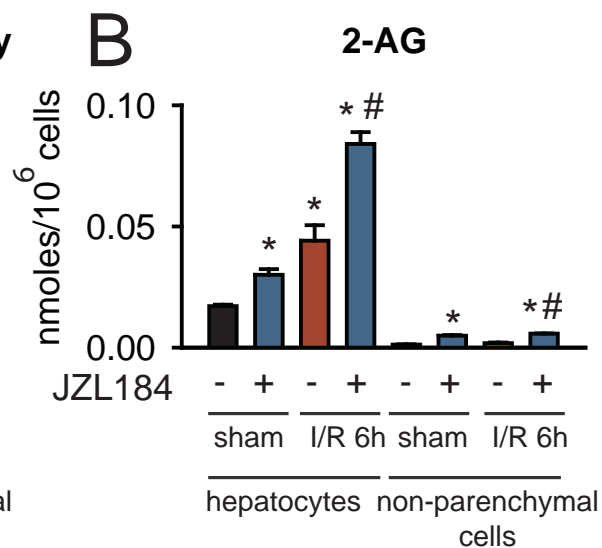 y B 2-AG
nmoles/10⁶ cells
0.10
* #
*
*
0.05
* #
*
0.00
JZL184 - + - + - + - +
sham I/R 6h sham I/R 6h
al hepatocytes non-parenchymal
cells